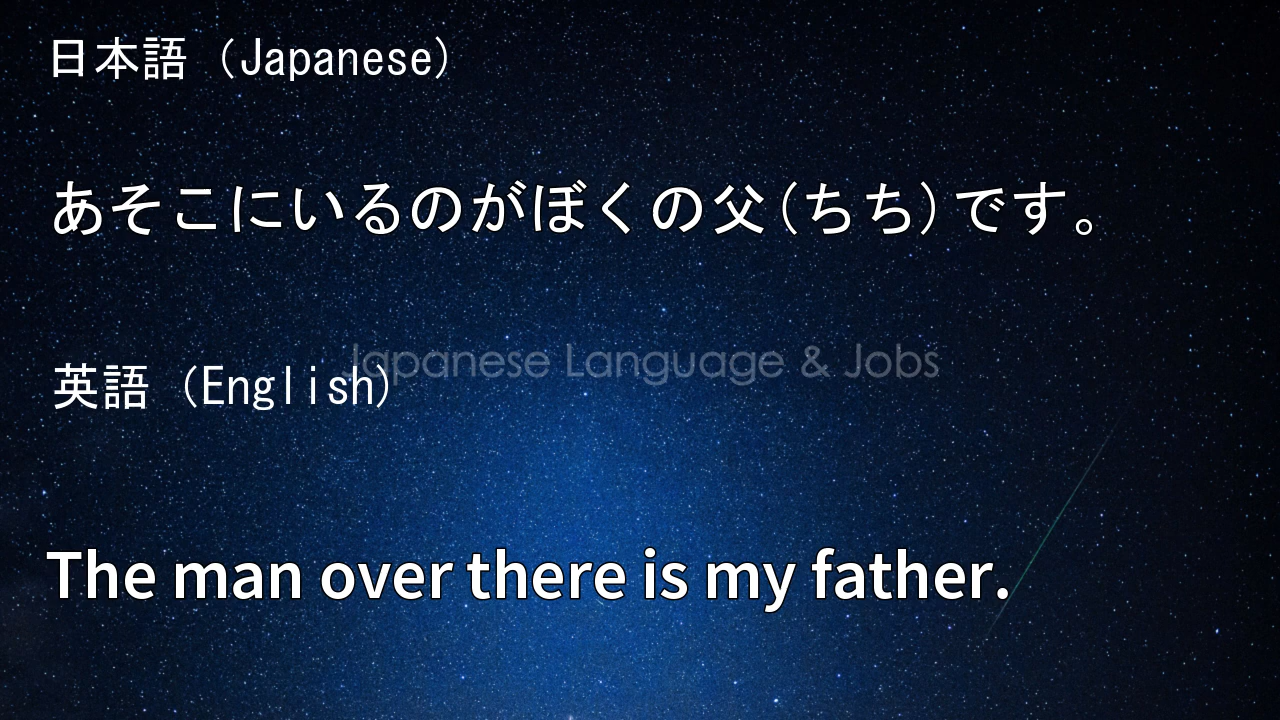 日本語 (Japanese)
あそこにいるのがぼくの父(ちち)です。
Japanese Language & Jobs
英語 (English)
The man over there is my father.